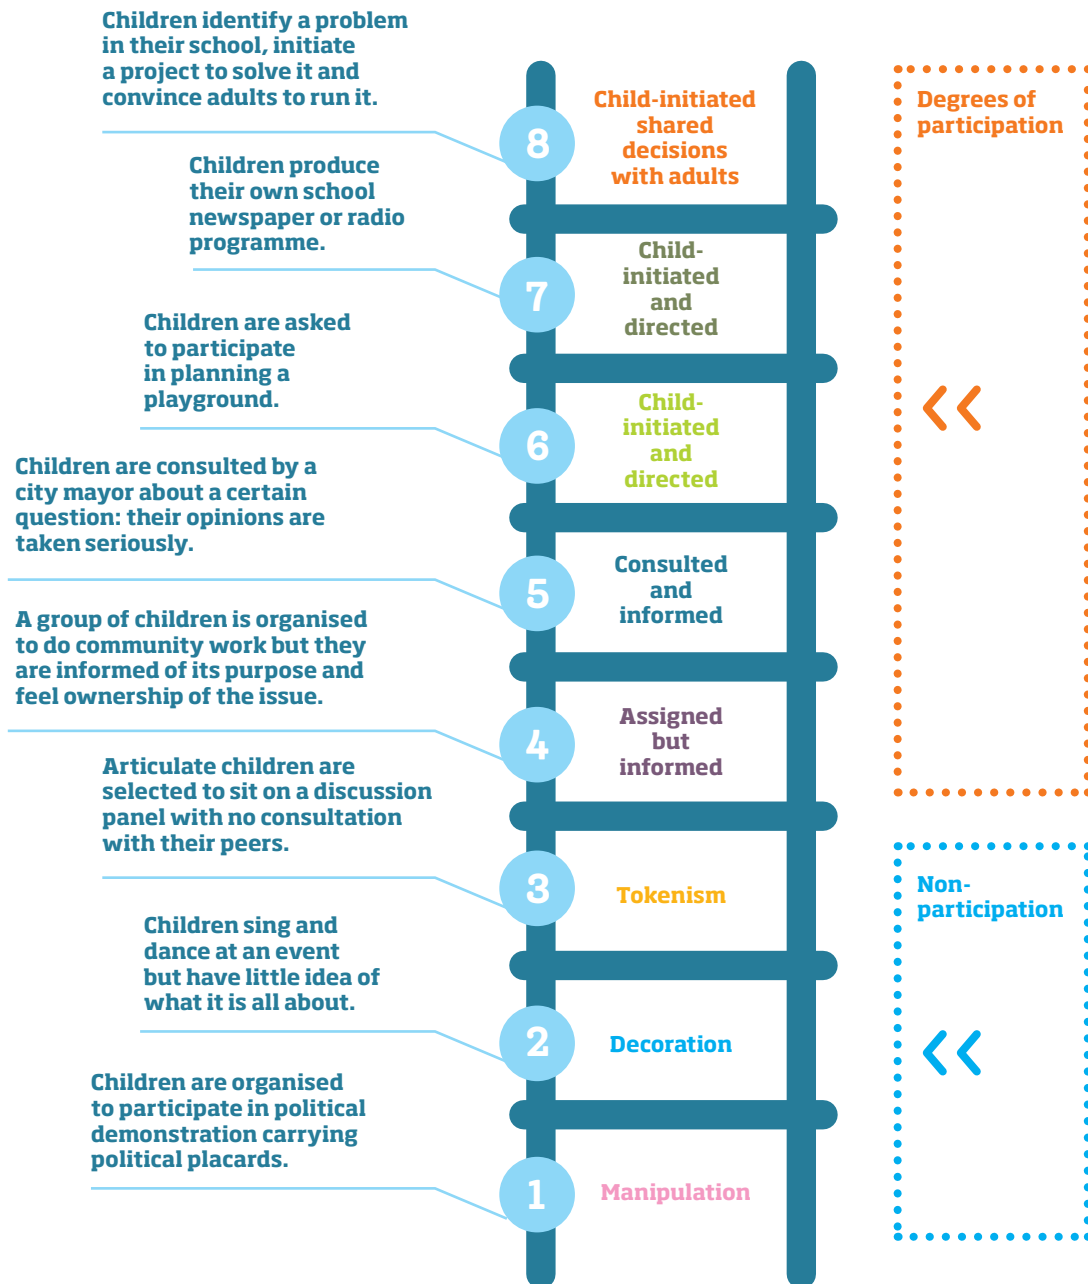 Children identify a problem
in their school, initiate
a project to solve it and
convince adults to run it.
8
Child-initiated
shared
decisions
with adults
Degrees of
participation
Children produce
their own school
newspaper or radio
programme.
7
Child-
initiated
and
directed
Children are asked
to participate
in planning a
playground.
6
Child-
initiated
and
directed
Children are consulted by a
city mayor about a certain
question: their opinions are
taken seriously.
5
Consulted
and
informed
A group of children is organised
to do community work but they
are informed of its purpose and
feel ownership of the issue.
4
Assigned
but
informed
Articulate children are
selected to sit on a discussion
panel with no consultation
with their peers.
3
Tokenism
Non-
participation
Children sing and
dance at an event
but have little idea of
what it is all about.
2
Decoration
Children are organised
to participate in political
demonstration carrying
political placards.
1
Manipulation